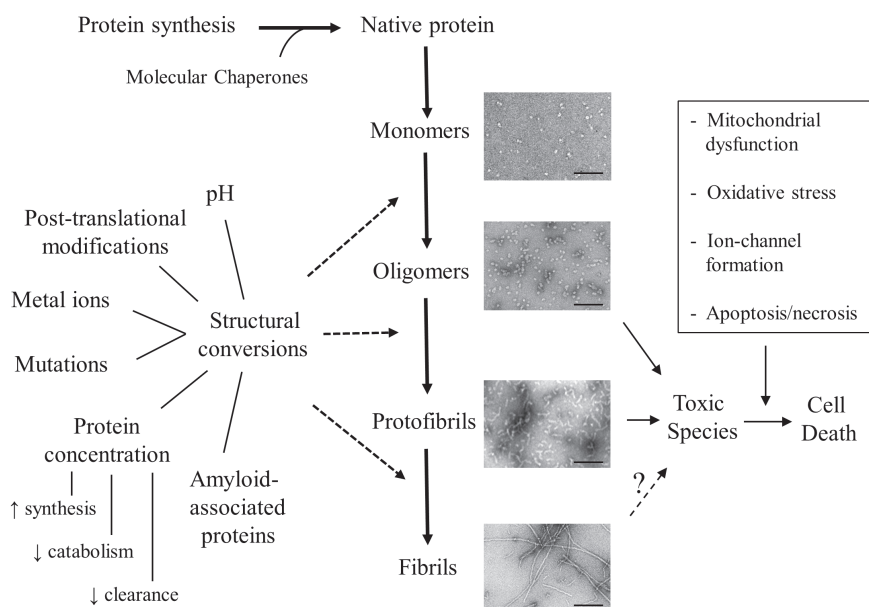 Protein synthesis
Native protein
Molecular Chaperones
Monomers
- Mitochondrial
dysfunction
- Oxidative stress
- Ion-channel
formation
- Apoptosis/necrosis
pH
Post-translational
modifications
Oligomers
Metal ions
Structural
conversions
Mutations
Protein
concentration
Protofibrils
Toxic
Species
Cell
Death
Amyloid-
associated
proteins
?
↑ synthesis
↓ catabolism
↓ clearance
Fibrils